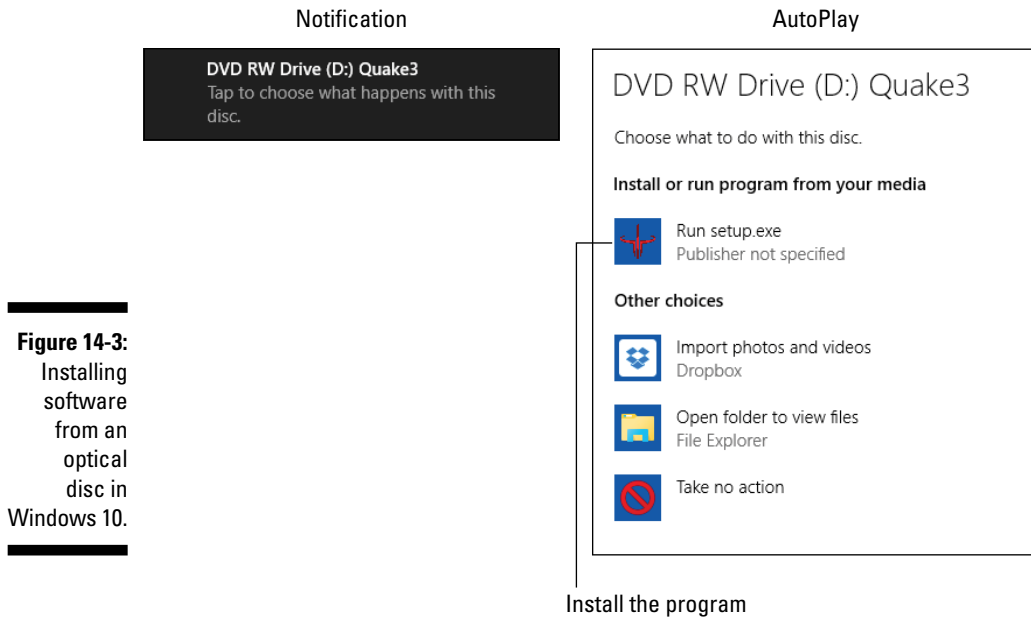 Notification
AutoPlay
DVD RW Drive (D:) Quake3
Tap to choose what happens with this
disc.
DVD RW Drive (D:) Quake3
Choose what to do with this disc.
Install or run program from your media
Run setup.exe
Publisher not specified
Other choices
Import photos and videos
Dropbox
Open folder to view files
File Explorer
Take no action
Figure 14-3:
Installing
software
from an
optical
disc in
Windows 10.
Install the program